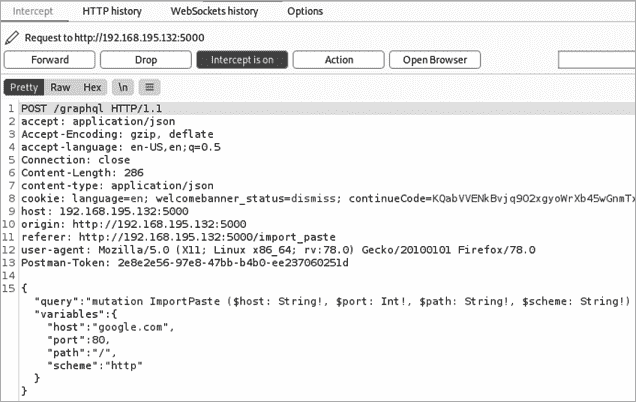 Intercept HTTP history WebSockets history Options
Request to http://192.168.195.132:5000
Forward Drop Intercept is on Action Open Browser
Pretty Raw Hex \n
1 POST /graphql HTTP/1.1
2 accept: application/json
3 Accept-Encoding: gzip, deflate
4 accept-language: en-US,en;q=0.5
5 Connection: close
6 Content-Length: 286
7 content-type: application/json
8 cookie: language=en; welcomebanner_status=dismiss;
9 host: 192.168.195.132:5000
10 origin: http://192.168.195.132:5000
11 referer: http://192.168.195.132:5000/import_paste
12 user-agent: Mozilla/5.0 (X11; Linux x86_64; rv:78.0) Gecko/20100101 Firefox/78.0
13 Postman-Token: 2e8e2e56-97e8-47bb-b4b0-ee237060251d
14
15 {
"query":"mutation ImportPaste ($host: String!, $port: Int!, $path: String!, $scheme: String!)
"variables":{
"host":"google.com",
"port":80,
"path":"/",
"scheme":"http"
}
}